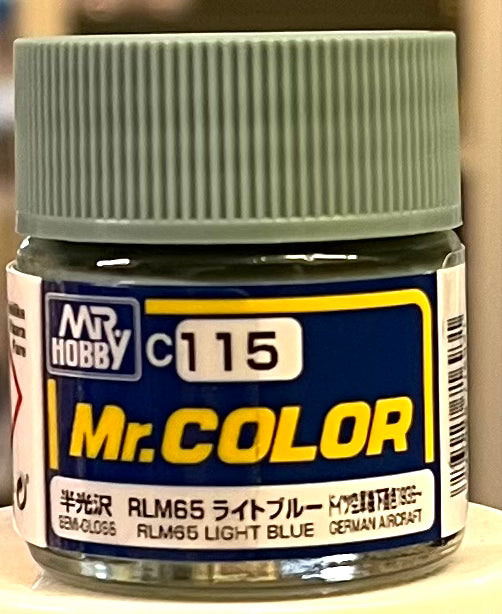 MR
HOBBY
C115
Mr.COLOR
半光沢 RLM65 ライトブルー
SEMI-GLOSS RLM65 LIGHT BLUE GERMAN AIRCRAFT